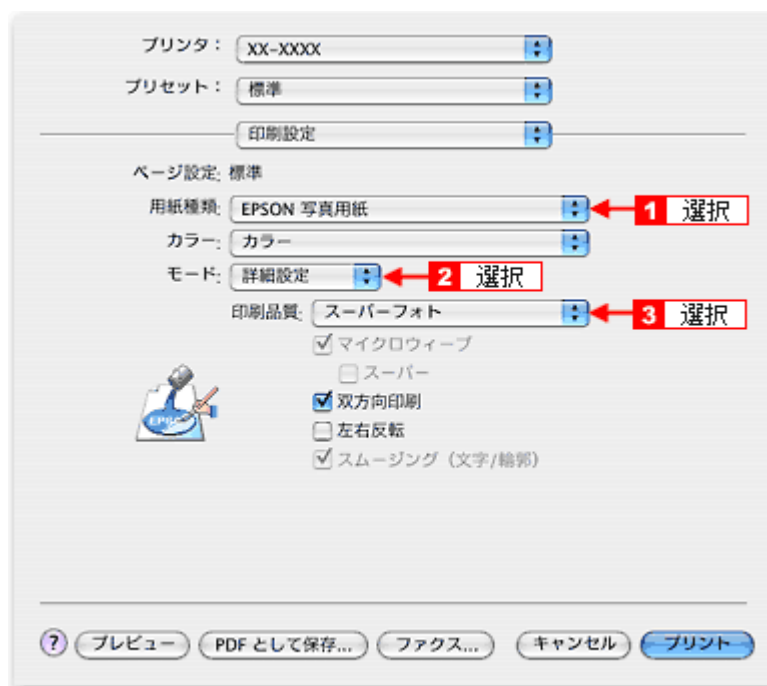 プリンタ： XX-XXXX
プリセット： 標準
印刷設定
ページ設定: 標準
用紙種類: EPSON 写真用紙 1 選択
カラー: カラー
モード: 詳細設定 2 選択
印刷品質: スーパーフォト 3 選択
マイクロウィーブ
スーパー
双方向印刷
左右反転
スムージング（文字/輪郭）
EPSON
? プレビュー PDF として保存... ファクス... キャンセル プリント